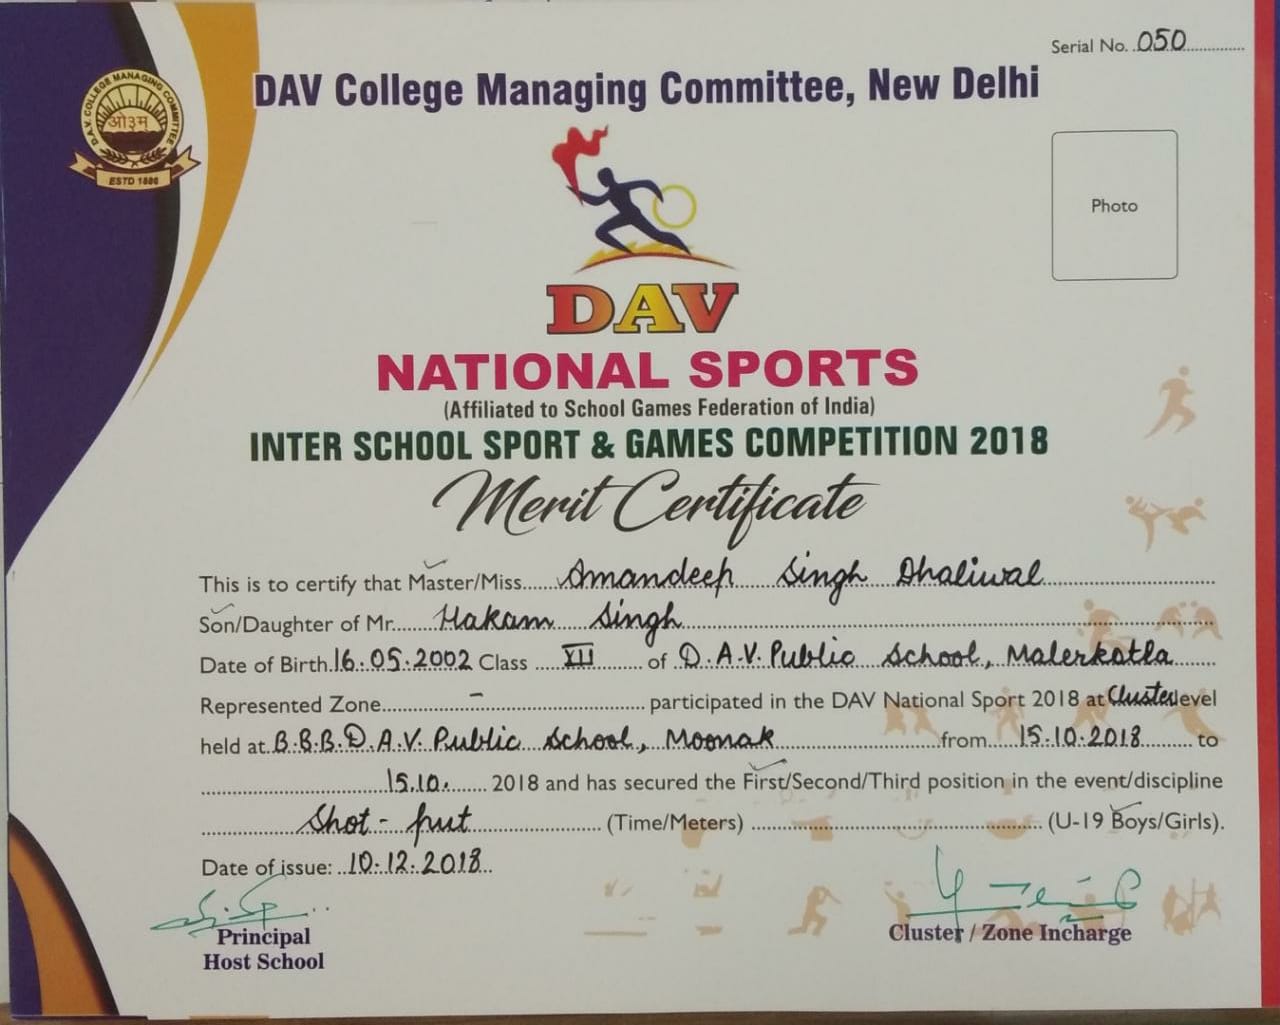 Serial No. 050
DAV College Managing Committee, New Delhi
D.A.V. COLLEGE MANAGING COMMITTEE
ओ३म्
ESTD 1886
Photo
DAV
NATIONAL SPORTS
(Affiliated to School Games Federation of India)
INTER SCHOOL SPORT & GAMES COMPETITION 2018
Merit Certificate
This is to certify that Master/Miss Amandeep Singh Dhaliwal
Son/Daughter of Mr. Hakam Singh
Date of Birth 16.05.2002 Class XII of D.A.V. Public School, Malerkotla
Represented Zone - participated in the DAV National Sport 2018 at Cluster level
held at B.B.B.D.A.V. Public School, Moonak from 15.10.2018 to
15.10. 2018 and has secured the First/Second/Third position in the event/discipline
Shot-put (Time/Meters) (U-19 Boys/Girls).
Date of issue: 10.12.2018
Principal
Host School
Cluster / Zone Incharge